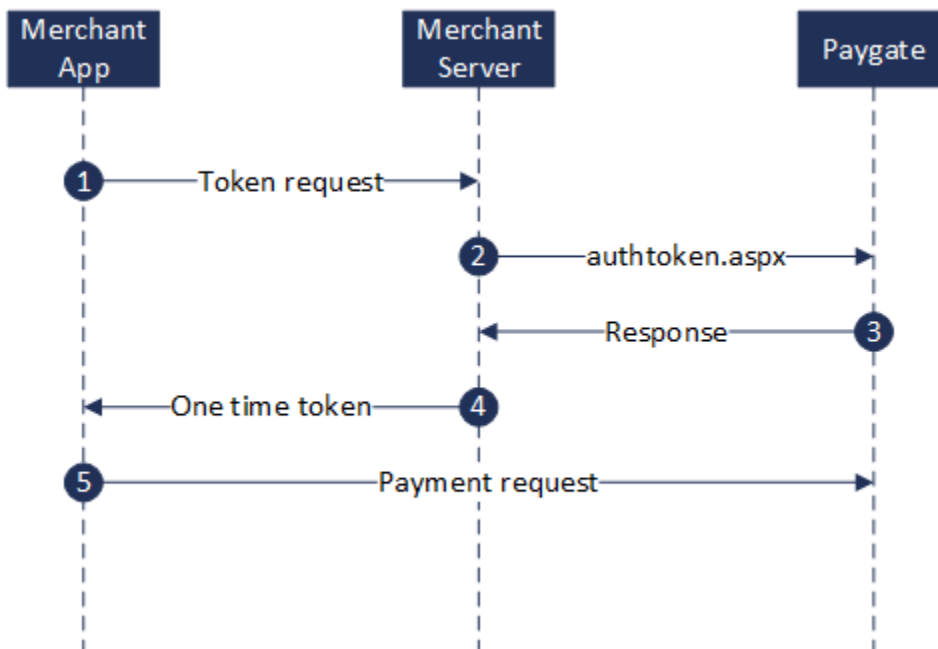 Merchant
App
Merchant
Server
Paygate
1
Token request
2
authtoken.aspx
Response
3
One time token
4
5
Payment request